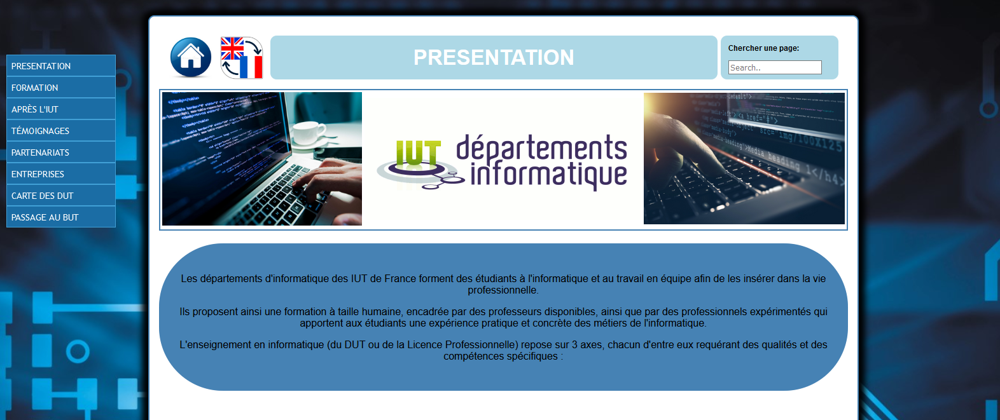 PRESENTATION
Chercher une page:
Search..
PRESENTATION
FORMATION
APRÈS L'IUT
TÉMOIGNAGES
PARTENARIATS
ENTREPRISES
CARTE DES DUT
PASSAGE AU BUT
IUT départements
informatique
Les départements d'informatique des IUT de France forment des étudiants à l'informatique et au travail en équipe afin de les insérer dans la vie
professionnelle.
Ils proposent ainsi une formation à taille humaine, encadrée par des professeurs disponibles, ainsi que par des professionnels expérimentés qui
apportent aux étudiants une expérience pratique et concrète des métiers de l'informatique.
L'enseignement en informatique (du DUT ou de la Licence Professionnelle) repose sur 3 axes, chacun d'entre eux requérant des qualités et des
compétences spécifiques :